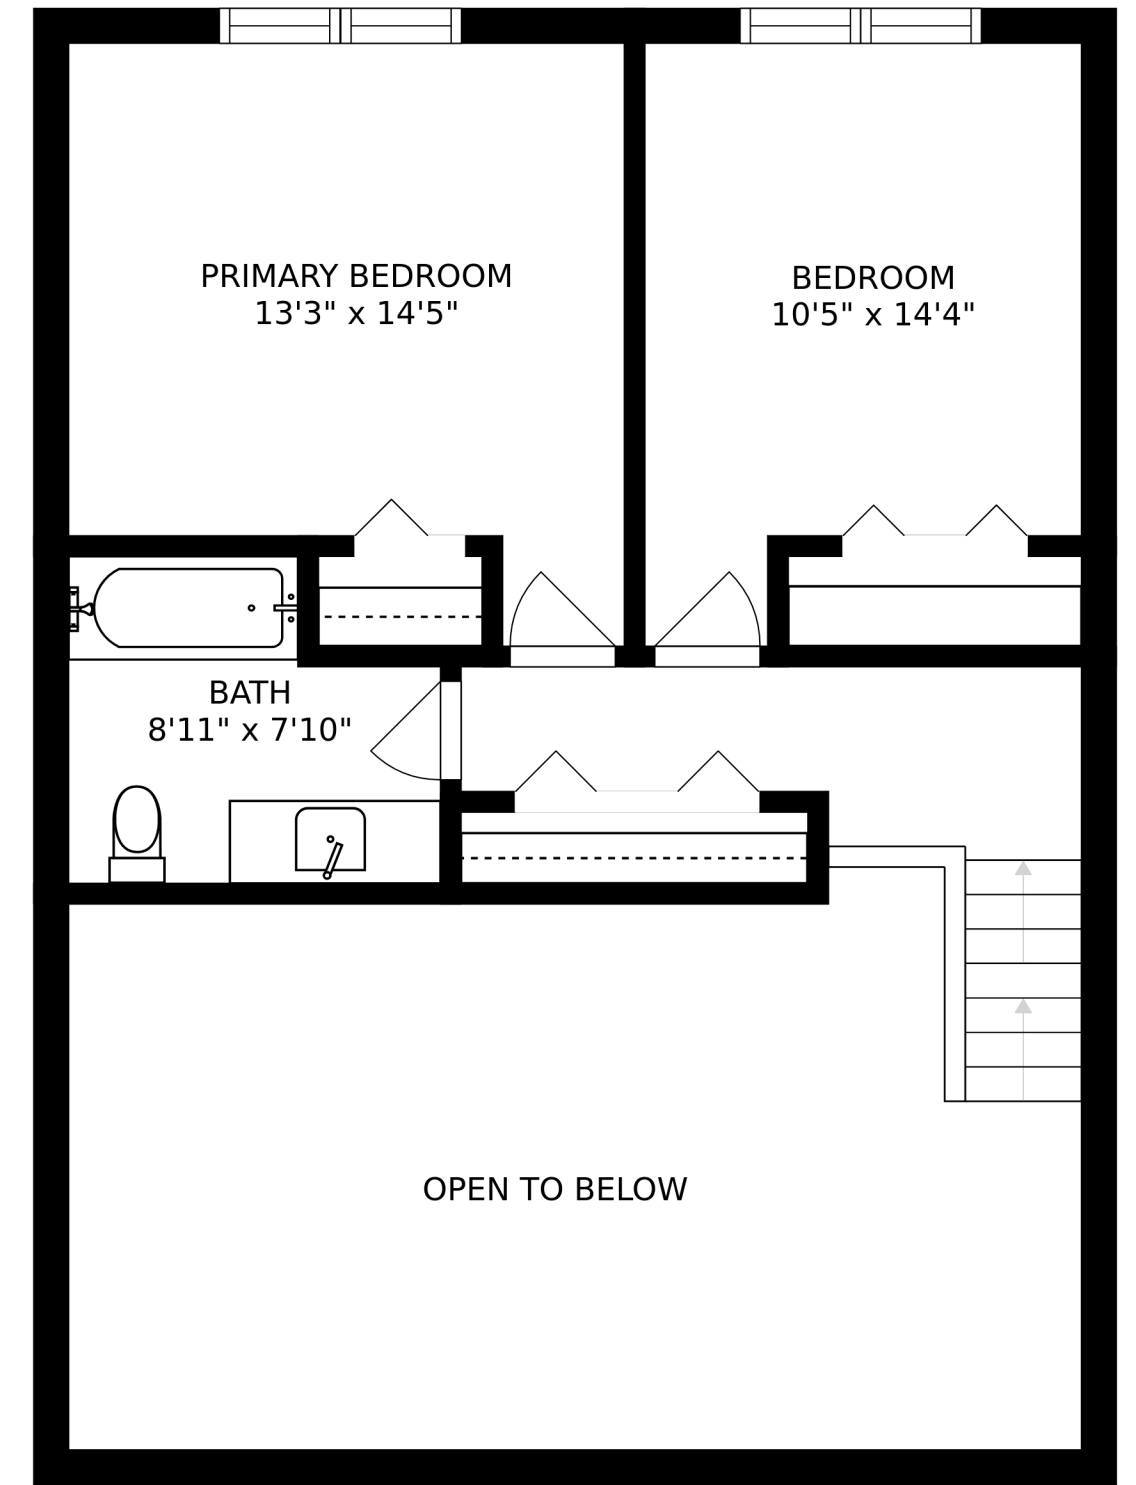 PRIMARY BEDROOM
13'3" x 14'5"
BEDROOM
10'5" x 14'4"
BATH
8'11" x 7'10"
OPEN TO BELOW